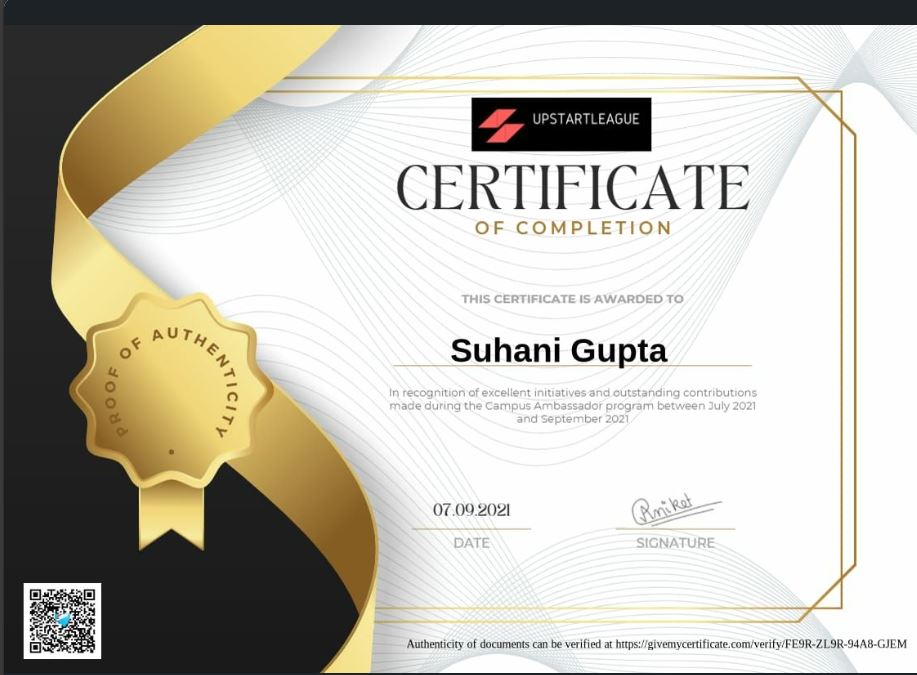 UPSTARTLEAGUE
CERTIFICATE
OF COMPLETION
THIS CERTIFICATE IS AWARDED TO
Suhani Gupta
In recognition of excellent initiatives and outstanding contributions
made during the Campus Ambassador program between July 2021
and September 2021
PROOF OF AUTHENTICITY
07.09.2021
Aniket
DATE
SIGNATURE
Authenticity of documents can be verified at https://givemycertificate.com/verify/FE9R-ZL9R-94A8-GJEM